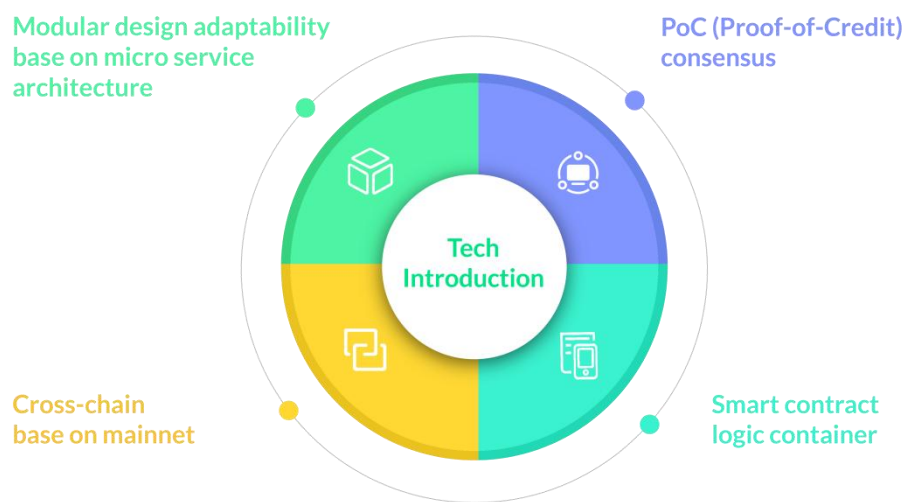 Modular design adaptability
base on micro service
architecture
PoC (Proof-of-Credit)
consensus
Tech
Introduction
Cross-chain
base on mainnet
Smart contract
logic container